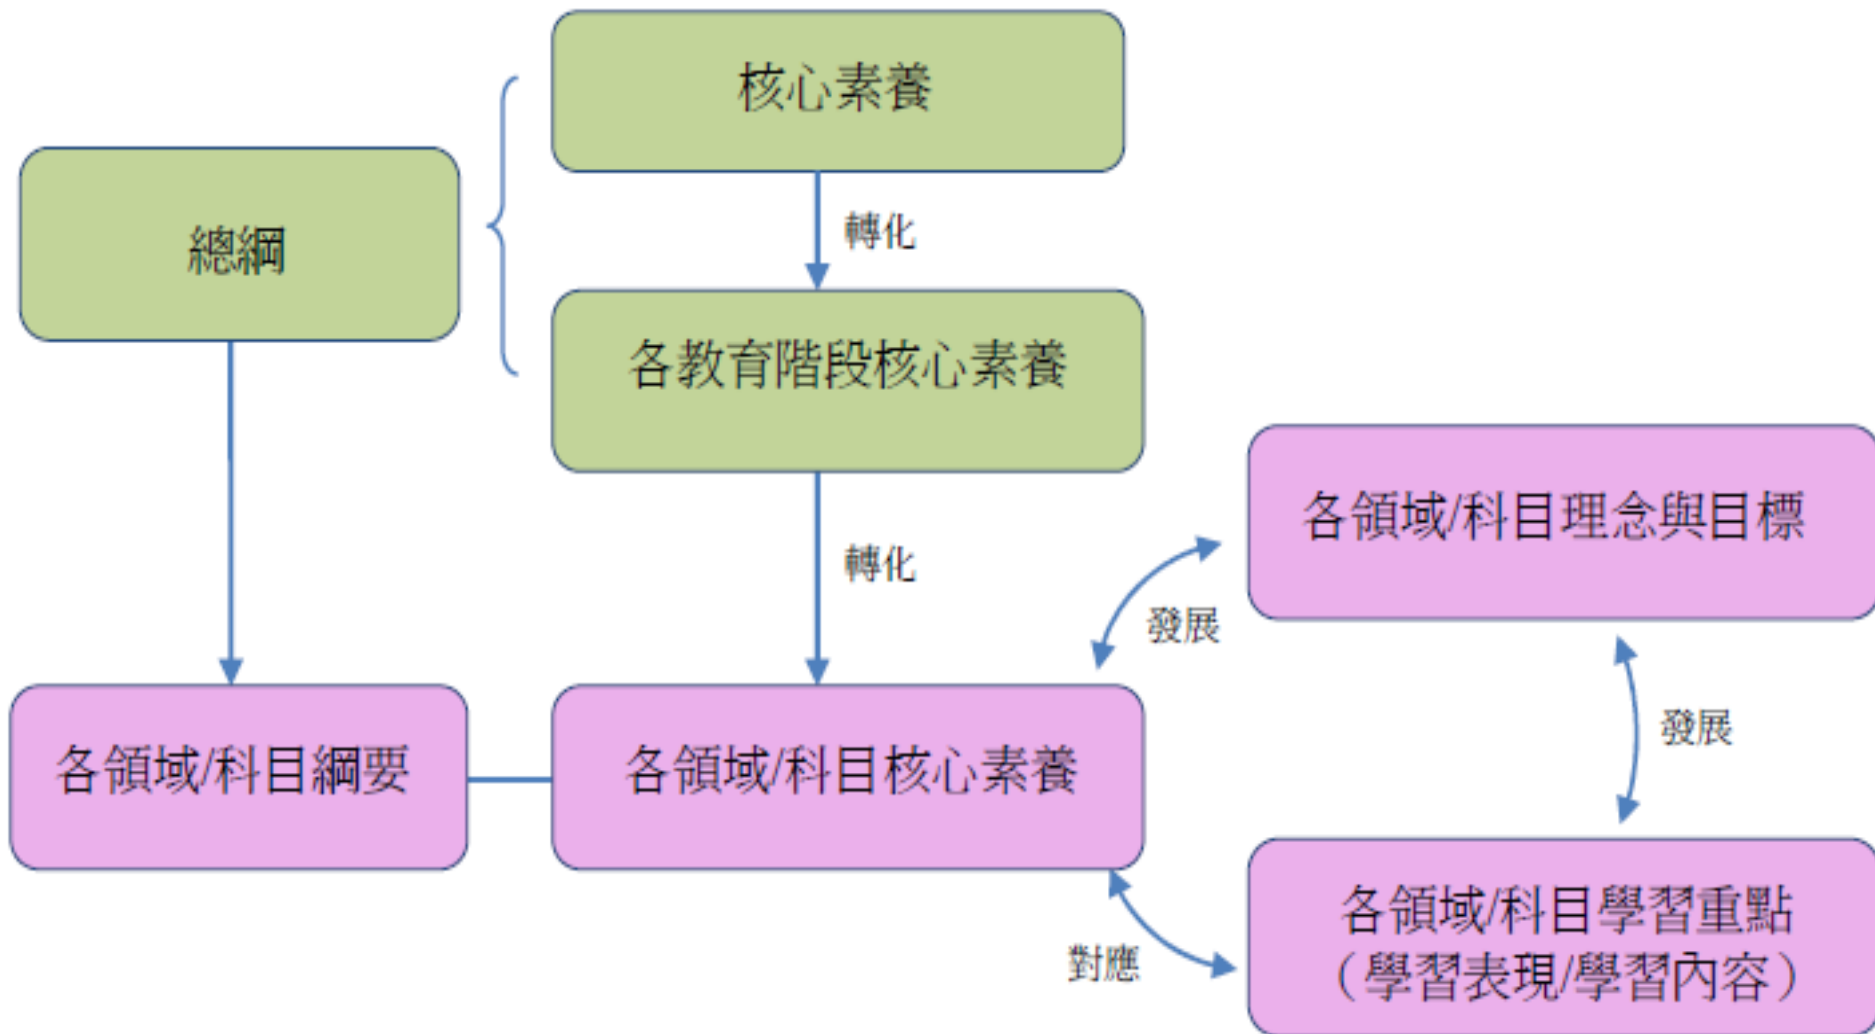 核心素養
轉化
總綱
各教育階段核心素養
轉化
各領域/科目理念與目標
發展
發展
各領域/科目綱要
各領域/科目核心素養
各領域/科目學習重點
（學習表現/學習內容）
對應